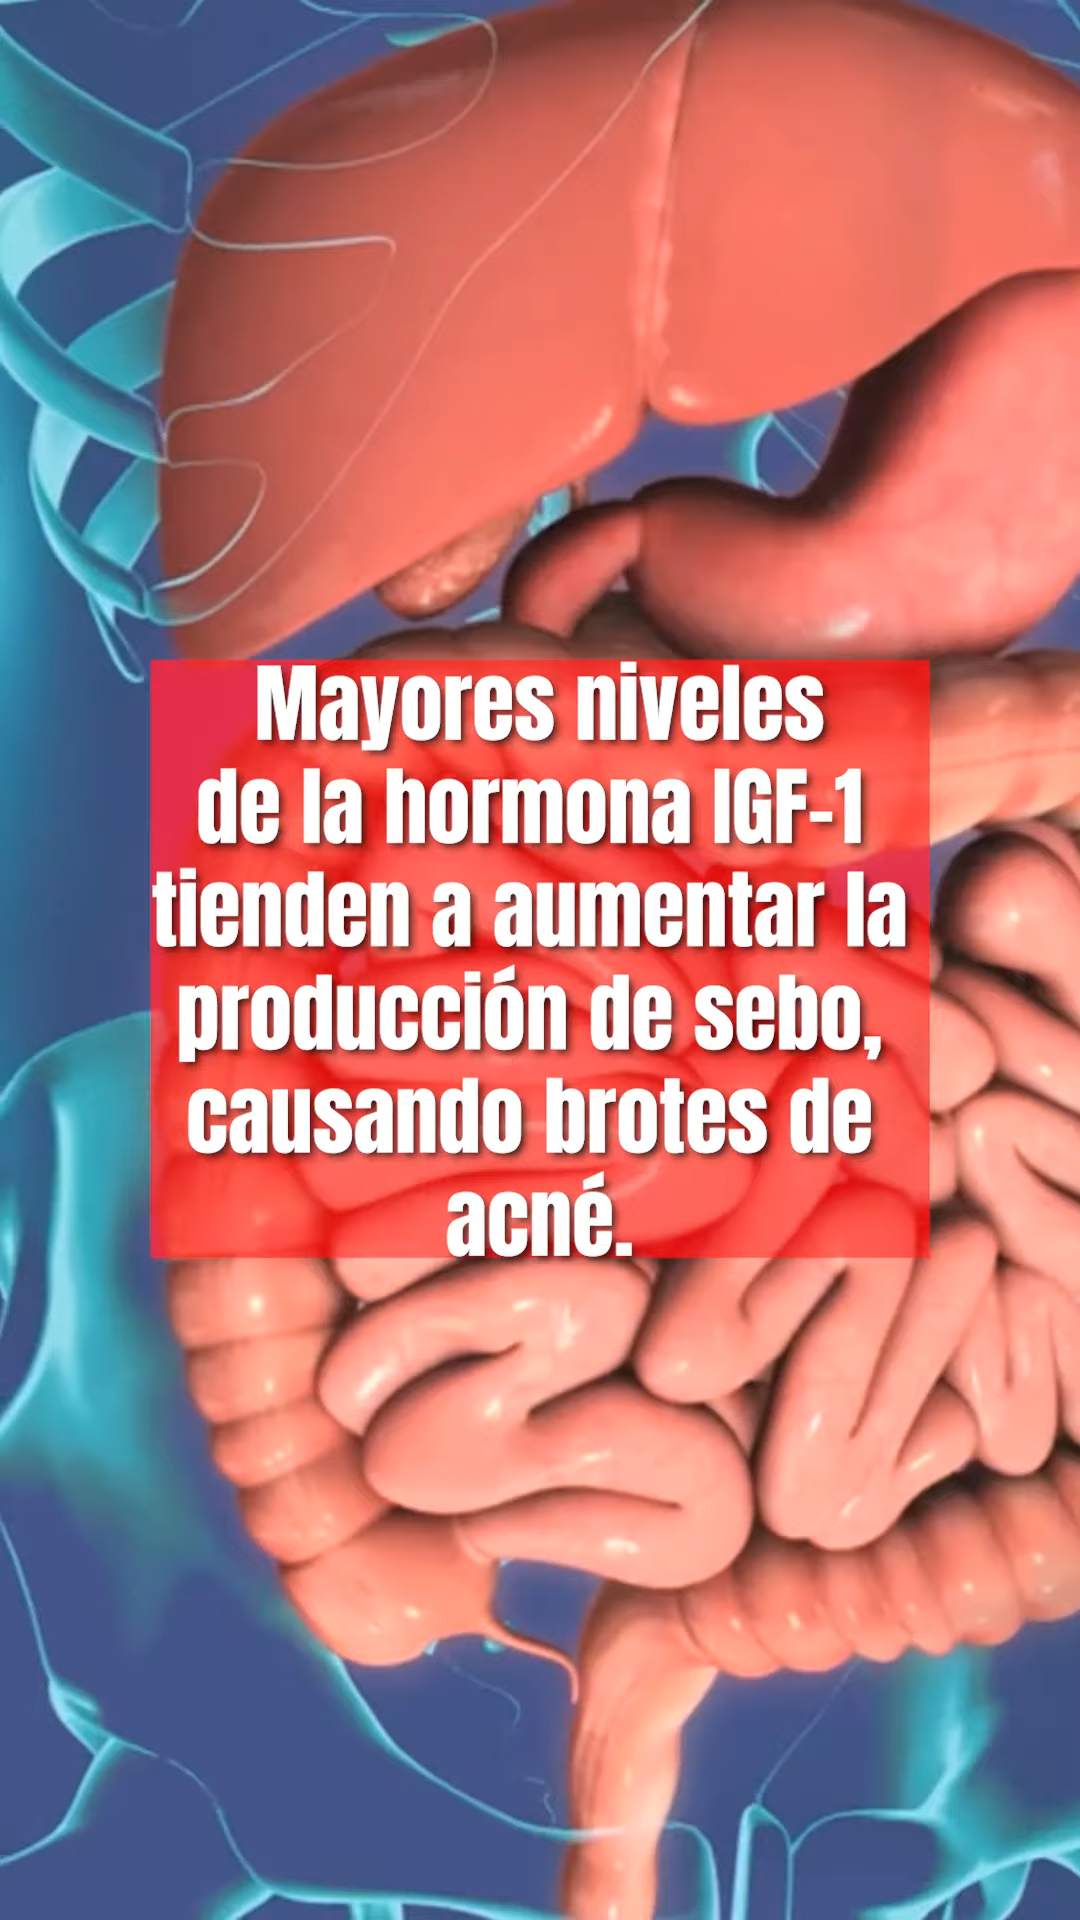 Mayores niveles
de la hormona IGF-1
tienden a aumentar la
producción de sebo,
causando brotes de
acné.